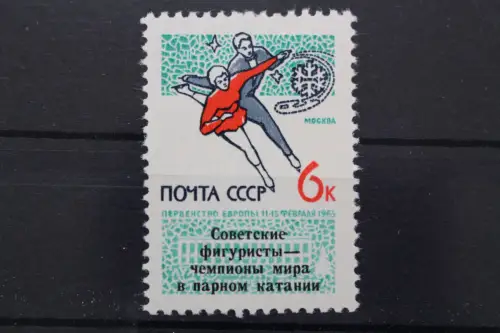 МОСКВА
ПОЧТА СССР 6к
ПЕРВЕНСТВО ЕВРОПЫ 11-15 ФЕВРАЛЯ 1965
Советские
фигуристы—
чемпионы мира
в парном катании